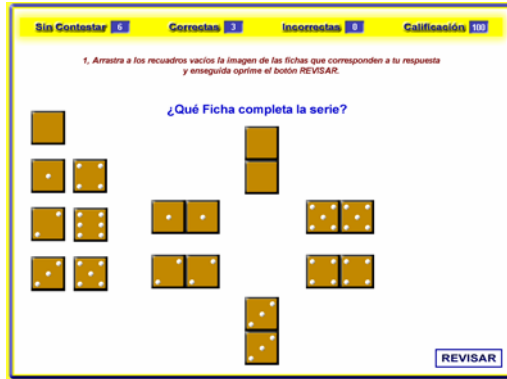 Sin Contestar 6 Correctas 3 Incorrectas 0 Calificasión 100
1, Arrastra a los recuadros vacíos la imagen de las fichas que corresponden a tu respuesta
y enseguida oprime el botón REVISAR.
¿Qué Ficha completa la serie?
REVISAR